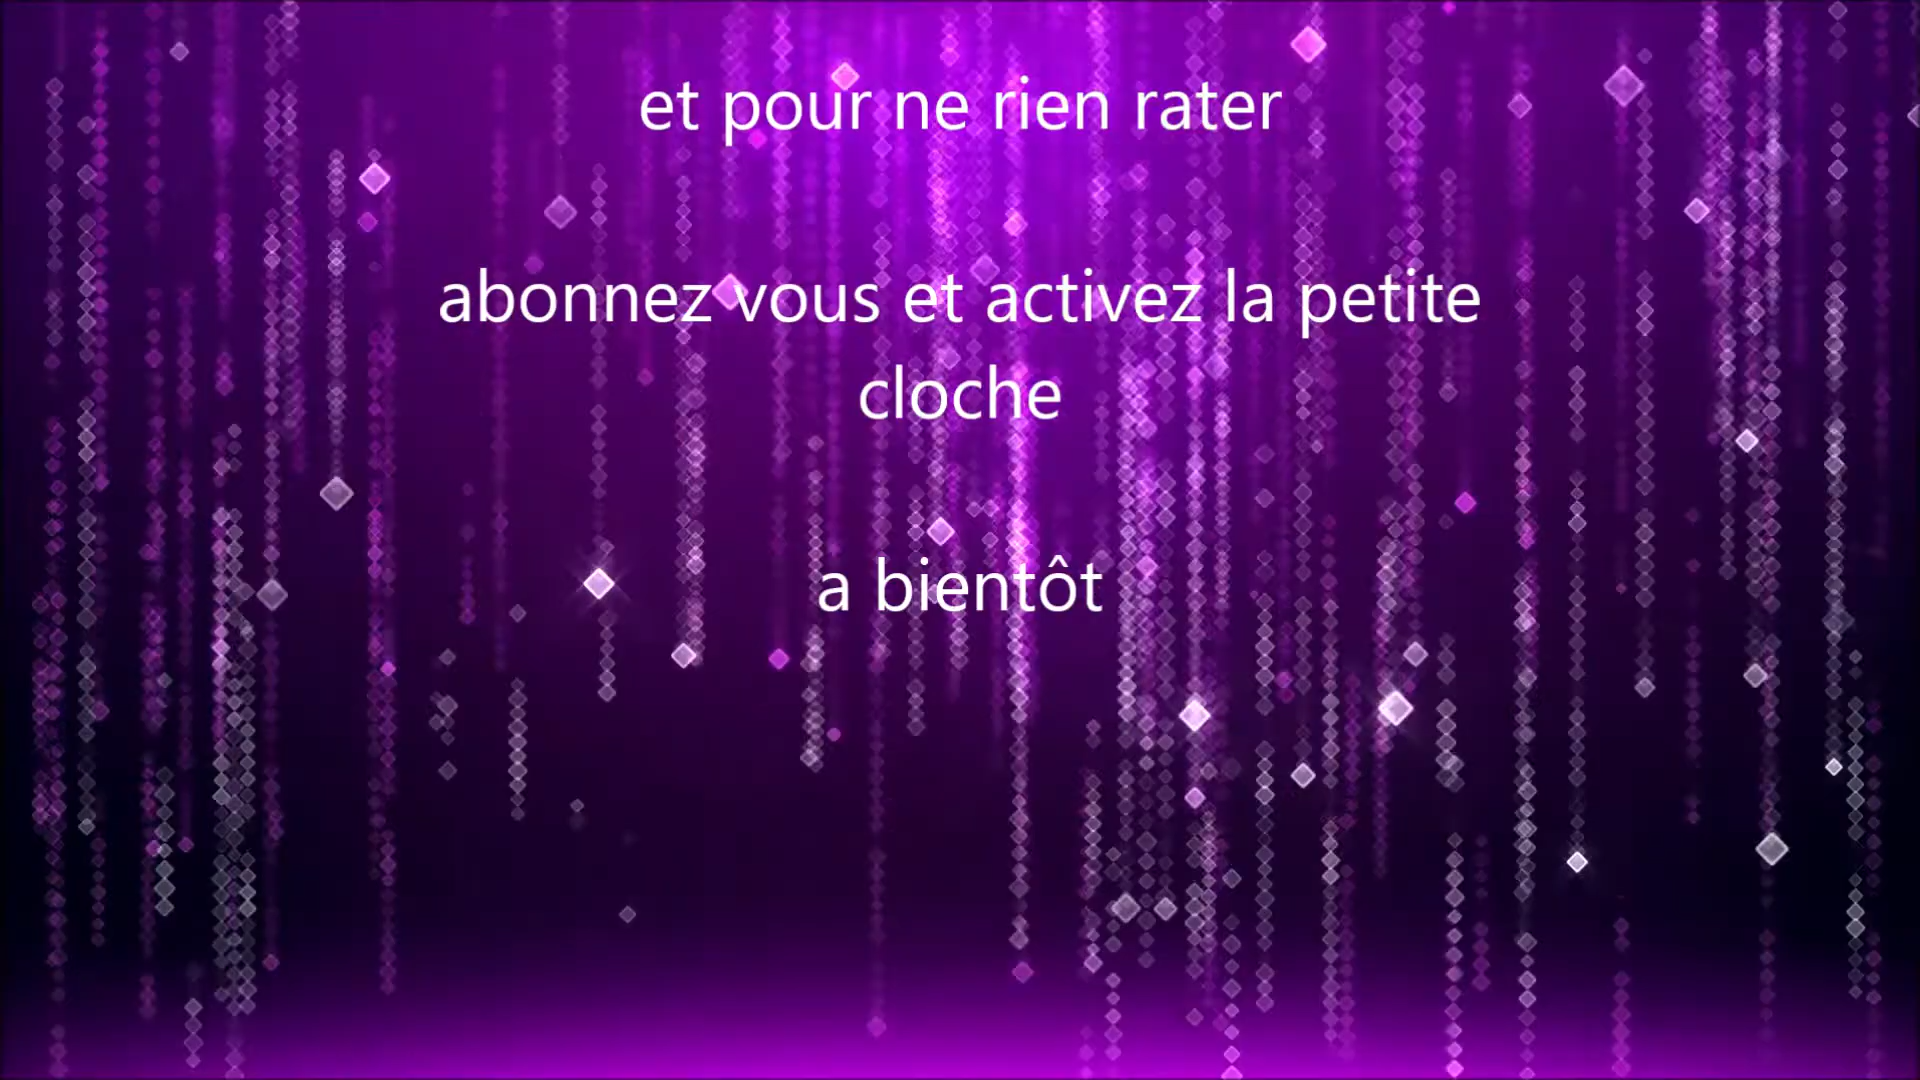 et pour ne rien rater
abonnez vous et activez la petite
cloche
a bientôt